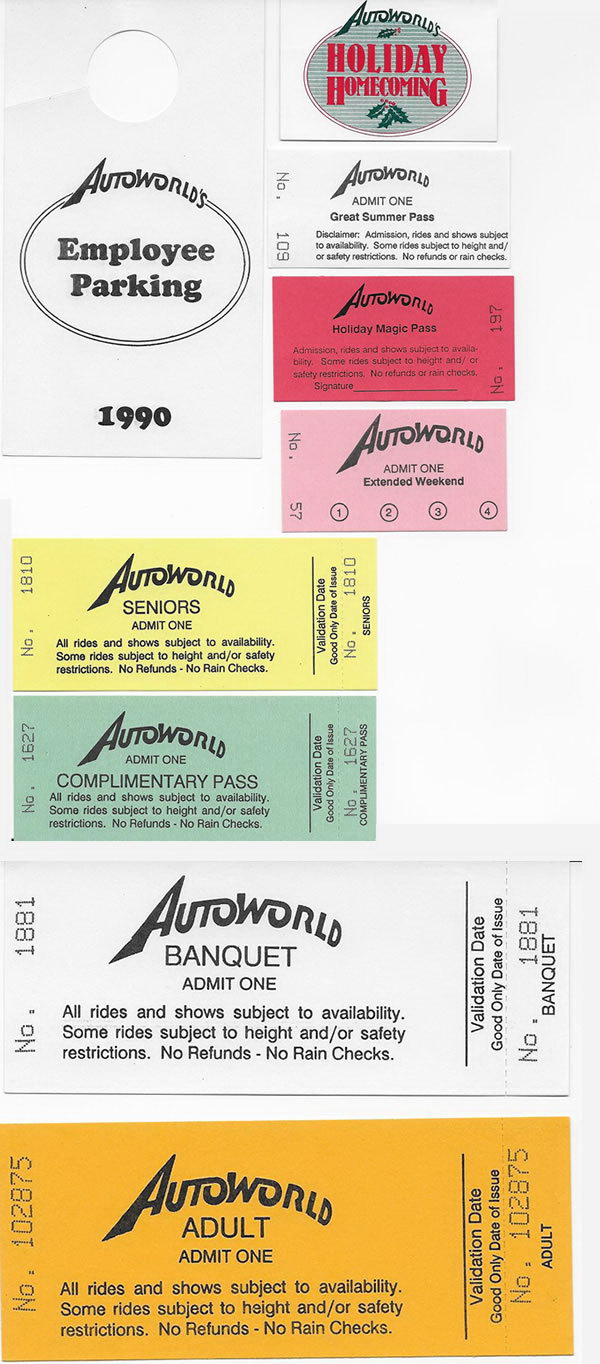 AUTOWORLD'S
Employee
Parking
1990
AUTOWORLD'S
HOLIDAY
HOMECOMING
No. 109
AUTOWORLD
ADMIT ONE
Great Summer Pass
Disclaimer: Admission, rides and shows subject
to availability. Some rides subject to height and/
or safety restrictions. No refunds or rain checks.
AUTOWORLD
Holiday Magic Pass
Admission, rides and shows subject to availa-
bility. Some rides subject to height and/ or
safety restrictions. No refunds or rain checks.
Signature
No. 197
No. 57
AUTOWORLD
ADMIT ONE
Extended Weekend
1 2 3 4
No. 1810
AUTOWORLD
SENIORS
ADMIT ONE
All rides and shows subject to availability.
Some rides subject to height and/or safety
restrictions. No Refunds - No Rain Checks.
Validation Date
Good Only Date of Issue
No. 1810
SENIORS
No. 1627
AUTOWORLD
ADMIT ONE
COMPLIMENTARY PASS
All rides and shows subject to availability.
Some rides subject to height and/or safety
restrictions. No Refunds - No Rain Checks.
Validation Date
Good Only Date of Issue
No. 1627
COMPLIMENTARY PASS
No. 1881
AUTOWORLD
BANQUET
ADMIT ONE
All rides and shows subject to availability.
Some rides subject to height and/or safety
restrictions. No Refunds - No Rain Checks.
Validation Date
Good Only Date of Issue
No. 1881
BANQUET
No. 102875
AUTOWORLD
ADULT
ADMIT ONE
All rides and shows subject to availability.
Some rides subject to height and/or safety
restrictions. No Refunds - No Rain Checks.
Validation Date
Good Only Date of Issue
No. 102875
ADULT